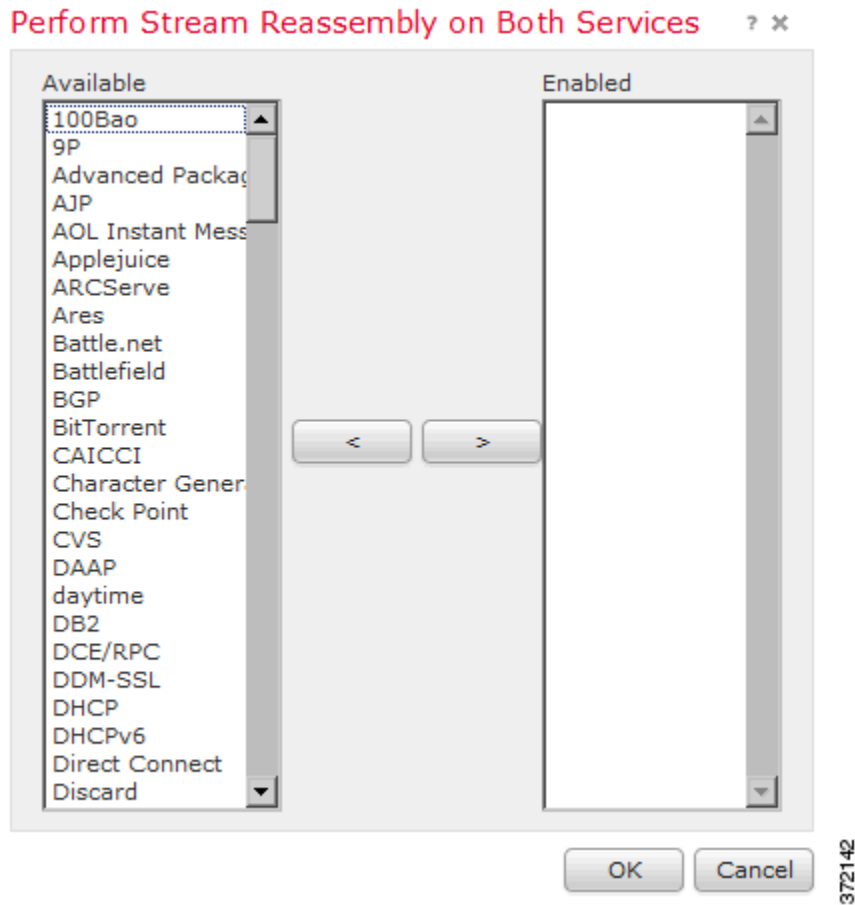 Perform Stream Reassembly on Both Services ? ×
Available
Enabled
100Bao
9P
Advanced Packag
AJP
AOL Instant Mess
Applejuice
ARCServe
Ares
Battle.net
Battlefield
BGP
BitTorrent
CAICCI
Character Gener
Check Point
CVS
DAAP
daytime
DB2
DCE/RPC
DDM-SSL
DHCP
DHCPv6
Direct Connect
Discard
< >
OK Cancel
372142